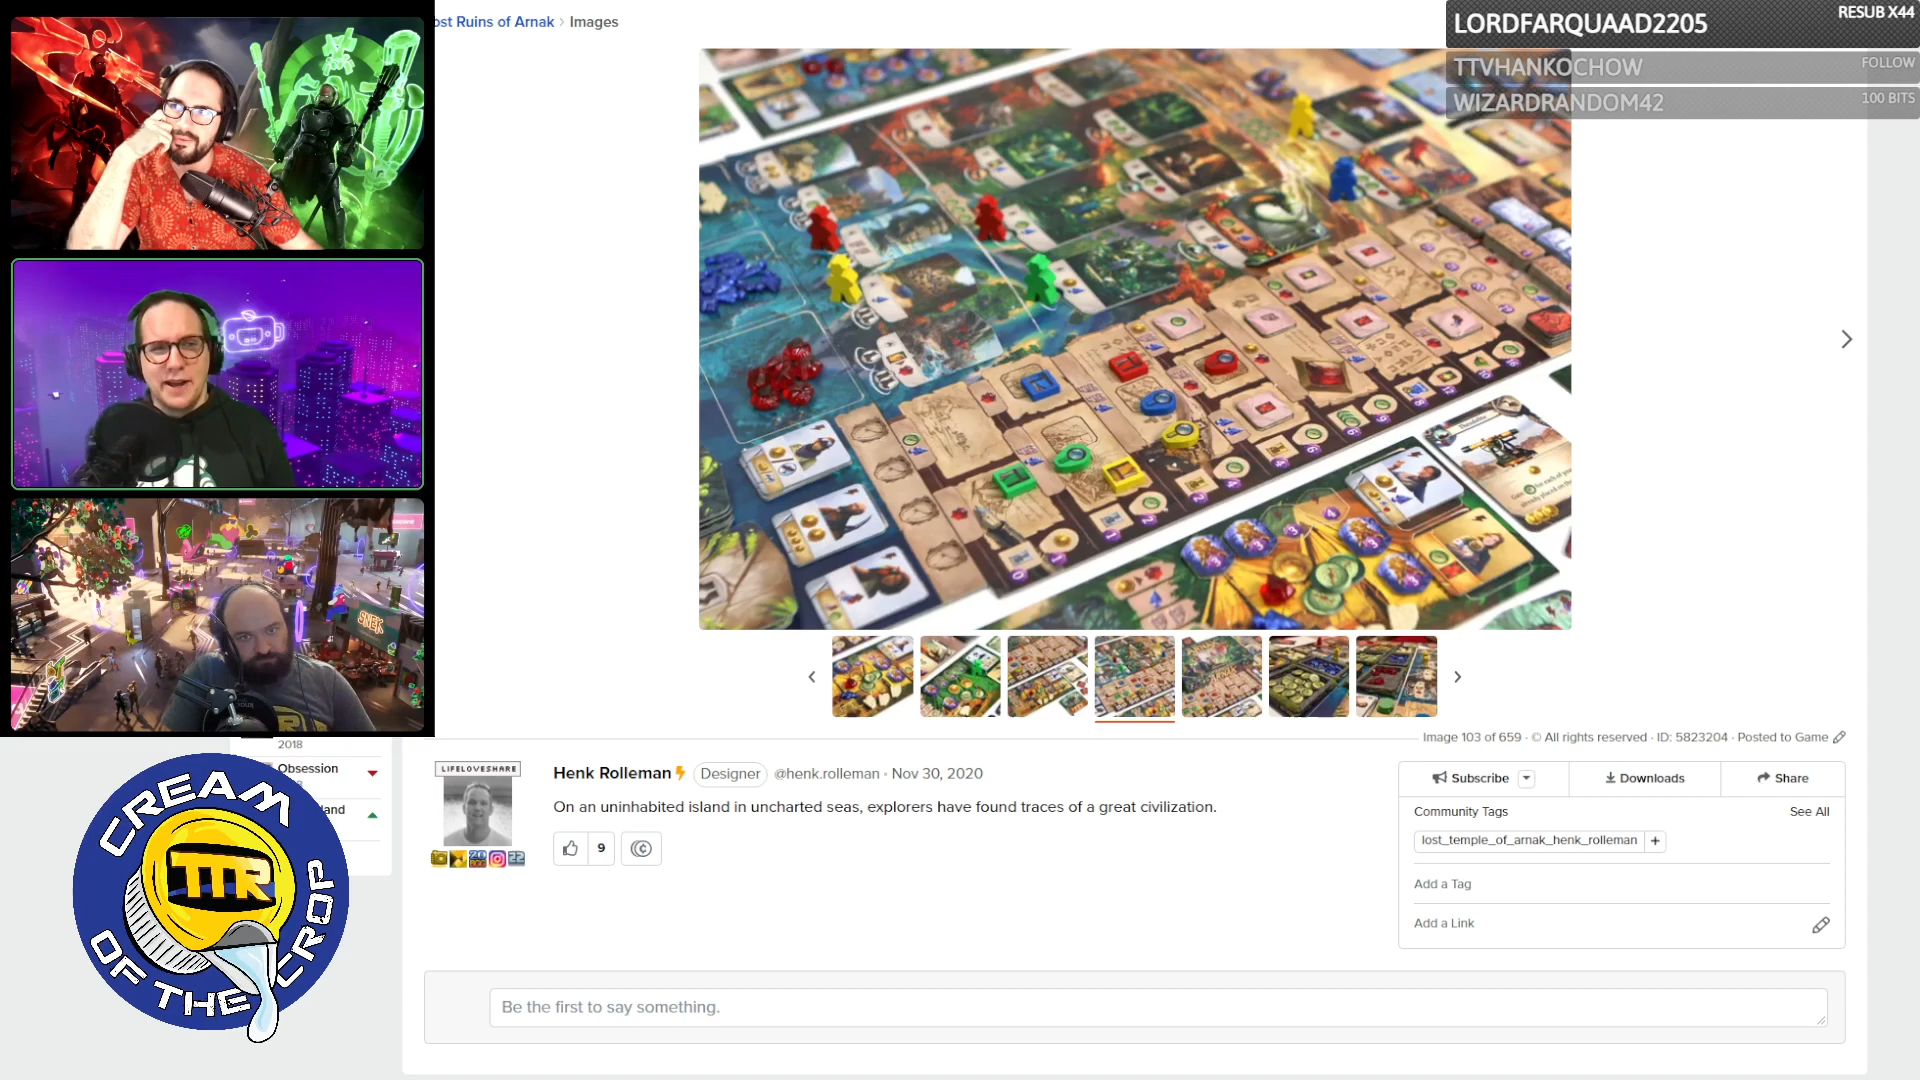 ost Ruins of Arnak › Images
LORDFARQUAAD2205
RESUB X44
TTVHANKOCHOW
FOLLOW
WIZARDRANDOM42
100 BITS
SNEK
Image 103 of 659 · © All rights reserved · ID: 5823204 · Posted to Game
2018
Obsession
land
CREAM
OF THE CROP
TTR
LIFELOVESHARE
Henk Rolleman
Designer
@henk.rolleman · Nov 30, 2020
On an uninhabited island in uncharted seas, explorers have found traces of a great civilization.
9
Subscribe
Downloads
Share
Community Tags
See All
lost_temple_of_arnak_henk_rolleman
+
Add a Tag
Add a Link
Be the first to say something.